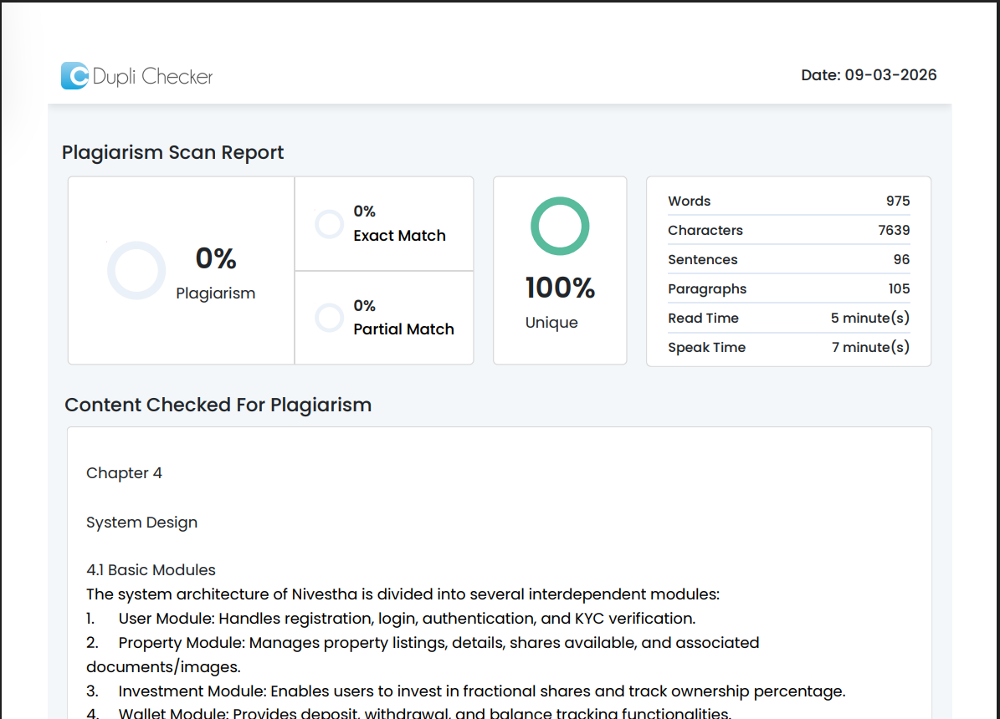 Dupli Checker
Date: 09-03-2026
Plagiarism Scan Report
0%
Plagiarism
0%
Exact Match
0%
Partial Match
100%
Unique
Words 975
Characters 7639
Sentences 96
Paragraphs 105
Read Time 5 minute(s)
Speak Time 7 minute(s)
Content Checked For Plagiarism
Chapter 4
System Design
4.1 Basic Modules
The system architecture of Nivestha is divided into several interdependent modules:
1. User Module: Handles registration, login, authentication, and KYC verification.
2. Property Module: Manages property listings, details, shares available, and associated
documents/images.
3. Investment Module: Enables users to invest in fractional shares and track ownership percentage.
4. Wallet Module: Provides deposit, withdrawal, and balance tracking functionalities.